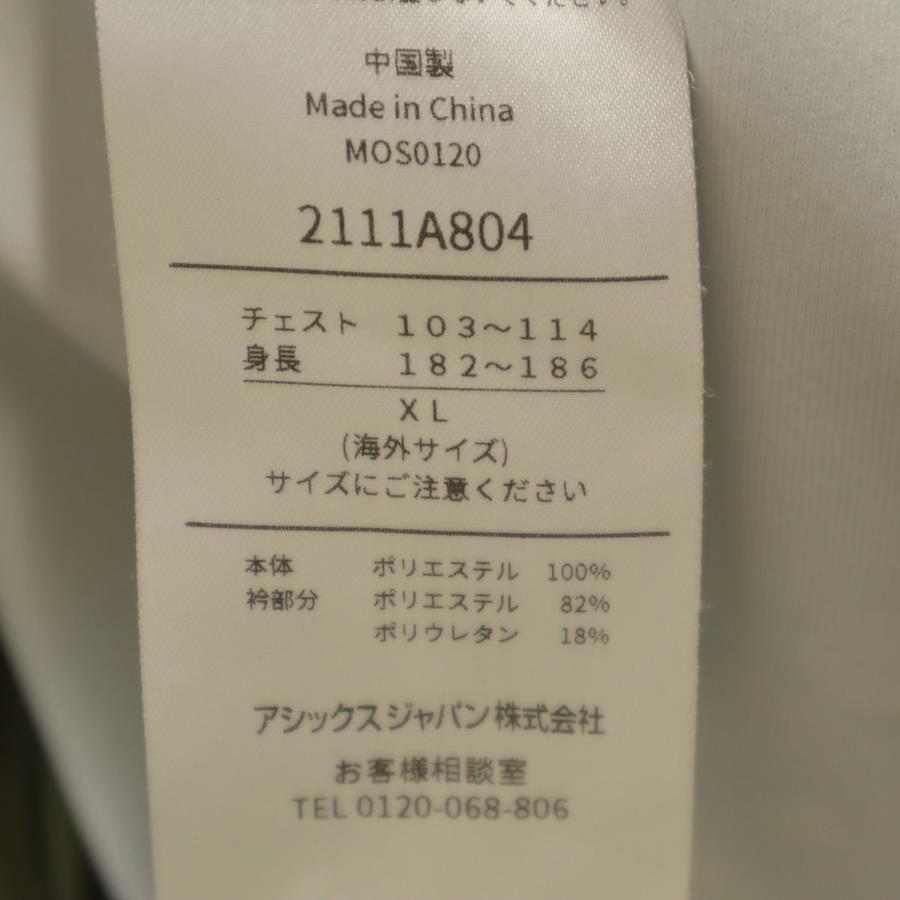 ください。
中国製
Made in China
MOS0120
2111A804
チェスト 103〜114
身長 182〜186
XL
(海外サイズ)
サイズにご注意ください
本体 ポリエステル 100%
衿部分 ポリエステル 82%
ポリウレタン 18%
アシックスジャパン株式会社
お客様相談室
TEL 0120-068-806